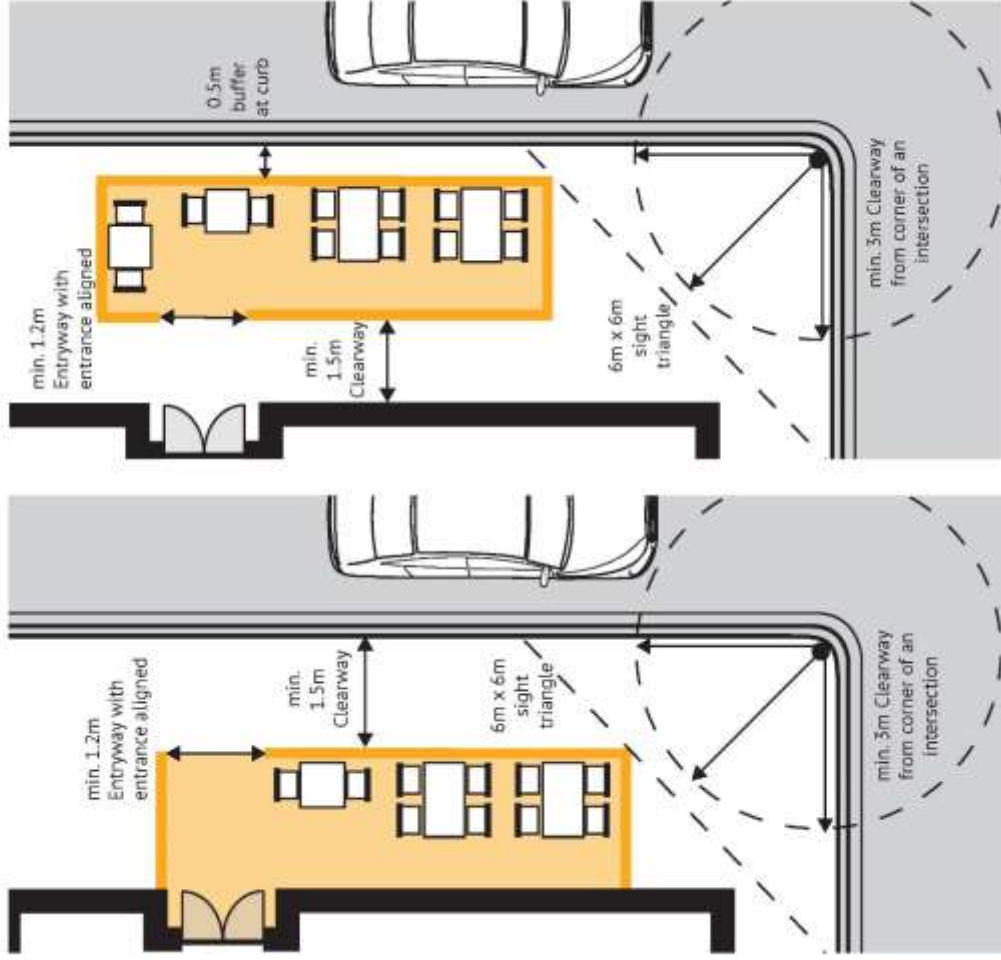 min. 1.2m
Entryway with
entrance aligned
0.5m
buffer
at curb
min.
1.5m
Clearway
6m x 6m
sight
triangle
min. 3m Clearway
from corner of an
intersection
min. 1.2m
Entryway with
entrance aligned
min.
1.5m
Clearway
6m x 6m
sight
triangle
min. 3m Clearway
from corner of an
intersection